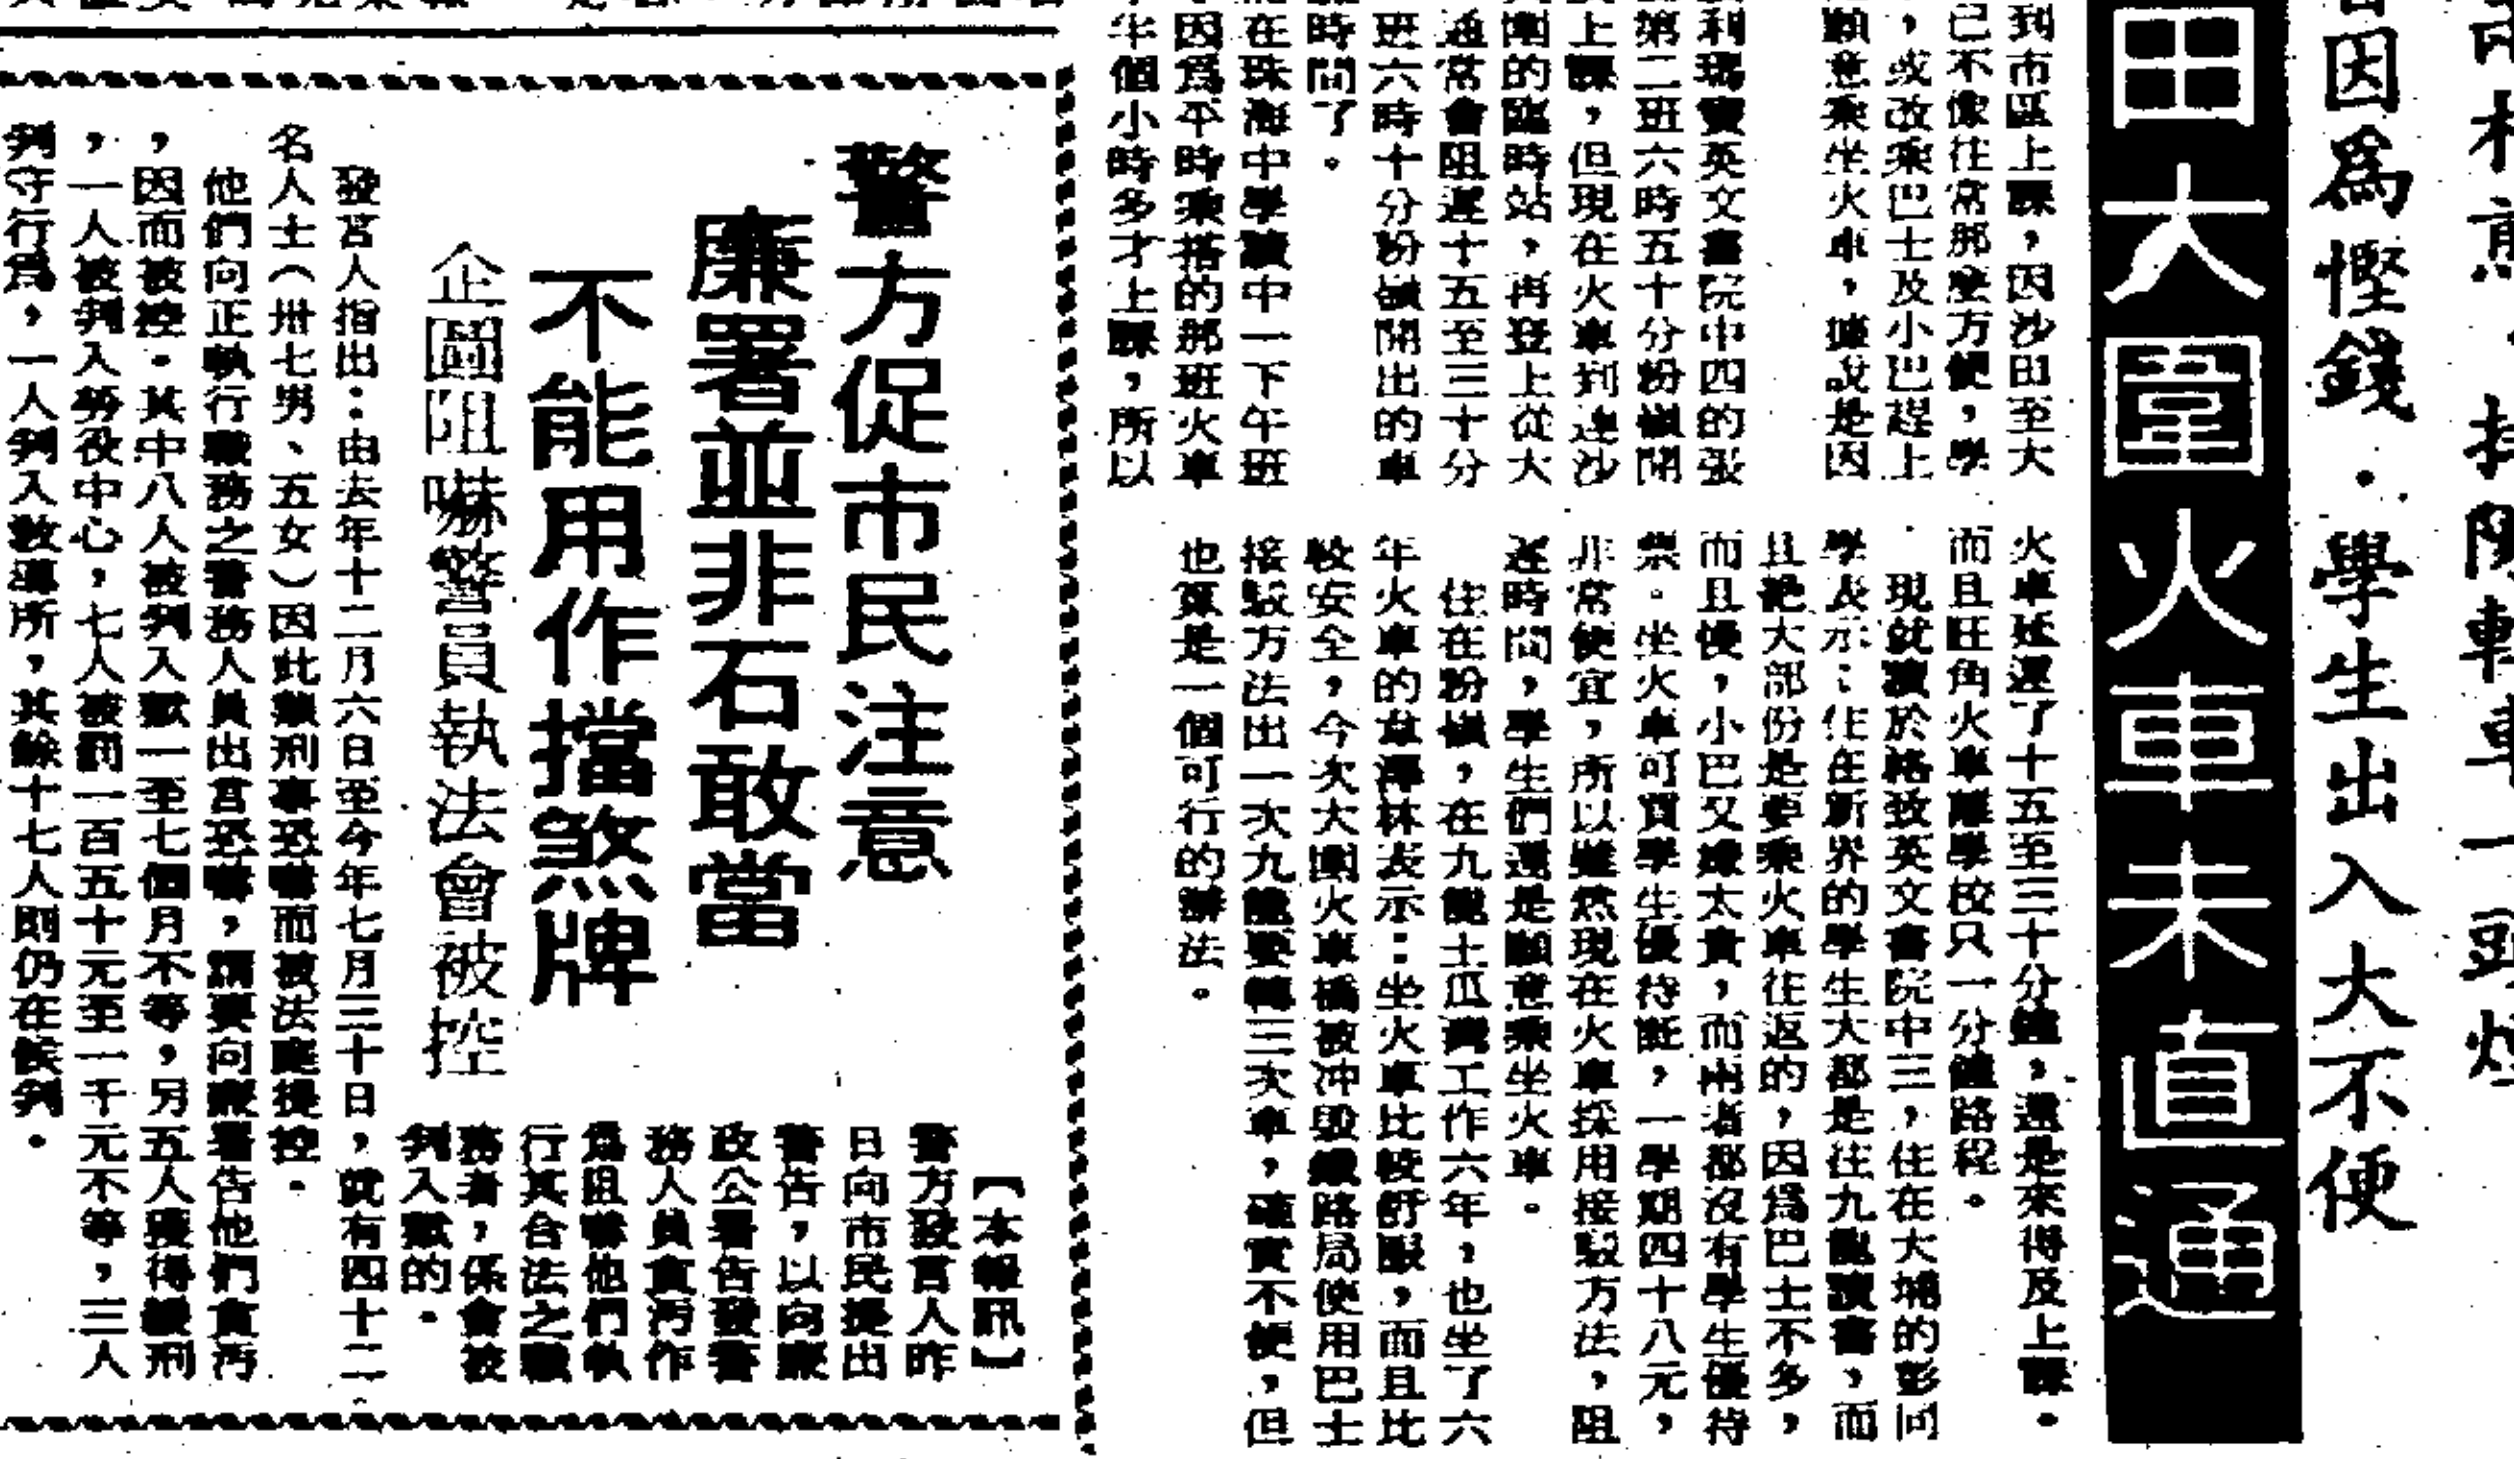 因為慳錢・學生出入大不便
田大圍火車未直通
到市區上課，因沙田至大
己不像往常那麼方便，學
，或改乘巴士及小巴趕上
願意乘坐火車，據說是因
利瑪竇英文書院中四的張
第二班六時五十分粉嶺開
上課，但現在火車到達沙
圍的臨時站，再登上從大
通常會阻遲十五至三十分
班六時十分粉嶺開出的車
時間了。
在珠海中學讀中一下午班
因爲平時乘搭的那班火車
半個小時多才上課，所以
火車延遲了十五至三十分鐘，還是來得及上課。
而且旺角火車離學校只一分鐘路程。
現就讀於路敎英文書院中三，住在大埔的彭同
學表示：住在新界的學生大都是往九龍讀書，而
且絕大部份是要乘火車往返的，因爲巴士不多，
而且慢，小巴又嫌太貴，而兩者都沒有學生優待
票。坐火車可買學生優待証，一學期四十八元，
非常便宜，所以雖然現在火車採用接駁方法，阻
遲時間，學生們還是願意乘坐火車。
住在粉嶺，在九龍土瓜灣工作六年，也坐了六
年火車的韋澤林表示：坐火車比較舒服，而且比
較安全，今次大圍火車橋被冲毀鐵路局使用巴士
接駁方法出一次九龍要轉三次車，確實不便，但
也算是一個可行的辦法。
警方促市民注意
廉署並非石敢當
不能用作擋煞牌
企圖阻嚇警員執法會被控
【本報訊】
警方發言人昨
日向市民提出
警告，以向廉
政公署告發警
務人員貪汚作
爲阻嚇他們執
行其合法之職
務者，係會被
判入獄的。
發言人指出：由去年十二月六日至今年七月三十日，就有四十二
名人士（卅七男、五女）因此類刑事恐嚇而被法庭提控。
他們向正執行職務之警務人員出言恐嚇，謂要向廉署告他們貪汚
，因而被控。其中八人被判入獄一至七個月不等，另五人獲得緩刑
，一人被判入勞役中心，七人被罰一百五十元至一千元不等，三人
判守行爲，一人判入敎導所，其餘十七人則仍在候判。